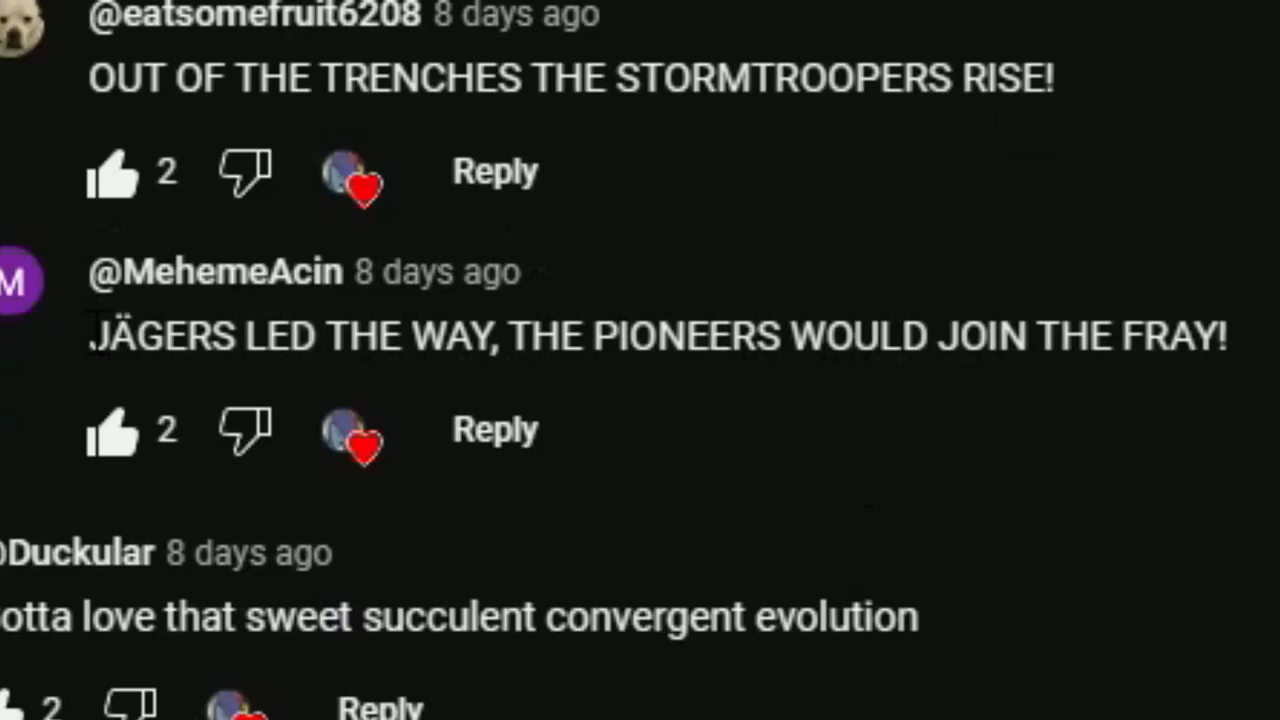 @eatsomefruit6208 8 days ago
OUT OF THE TRENCHES THE STORMTROOPERS RISE!
2 Reply
M @MehemeAcin 8 days ago
JÄGERS LED THE WAY, THE PIONEERS WOULD JOIN THE FRAY!
2 Reply
@Duckular 8 days ago
otta love that sweet succulent convergent evolution
2 Reply